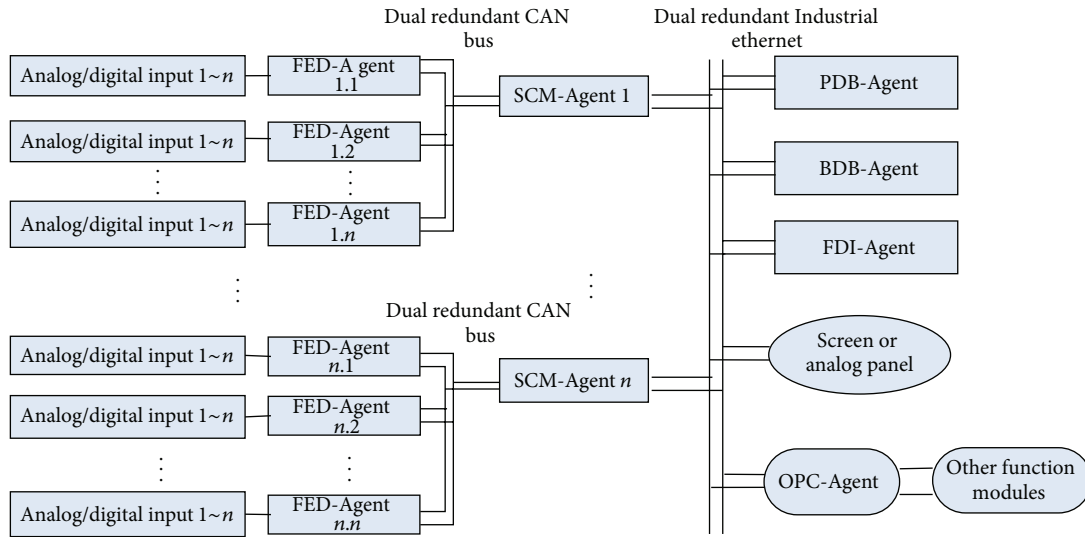 Dual redundant CAN
bus
Dual redundant Industrial
ethernet
Analog/digital input 1~n
FED-A gent
1.1
SCM-Agent 1
PDB-Agent
Analog/digital input 1~n
FED-Agent
1.2
BDB-Agent
Analog/digital input 1~n
FED-Agent
1.n
FDI-Agent
Dual redundant CAN
bus
Analog/digital input 1~n
FED-Agent
n.1
SCM-Agent n
Screen or
analog panel
Analog/digital input 1~n
FED-Agent
n.2
OPC-Agent
Other function
modules
Analog/digital input 1~n
FED-Agent
n.n